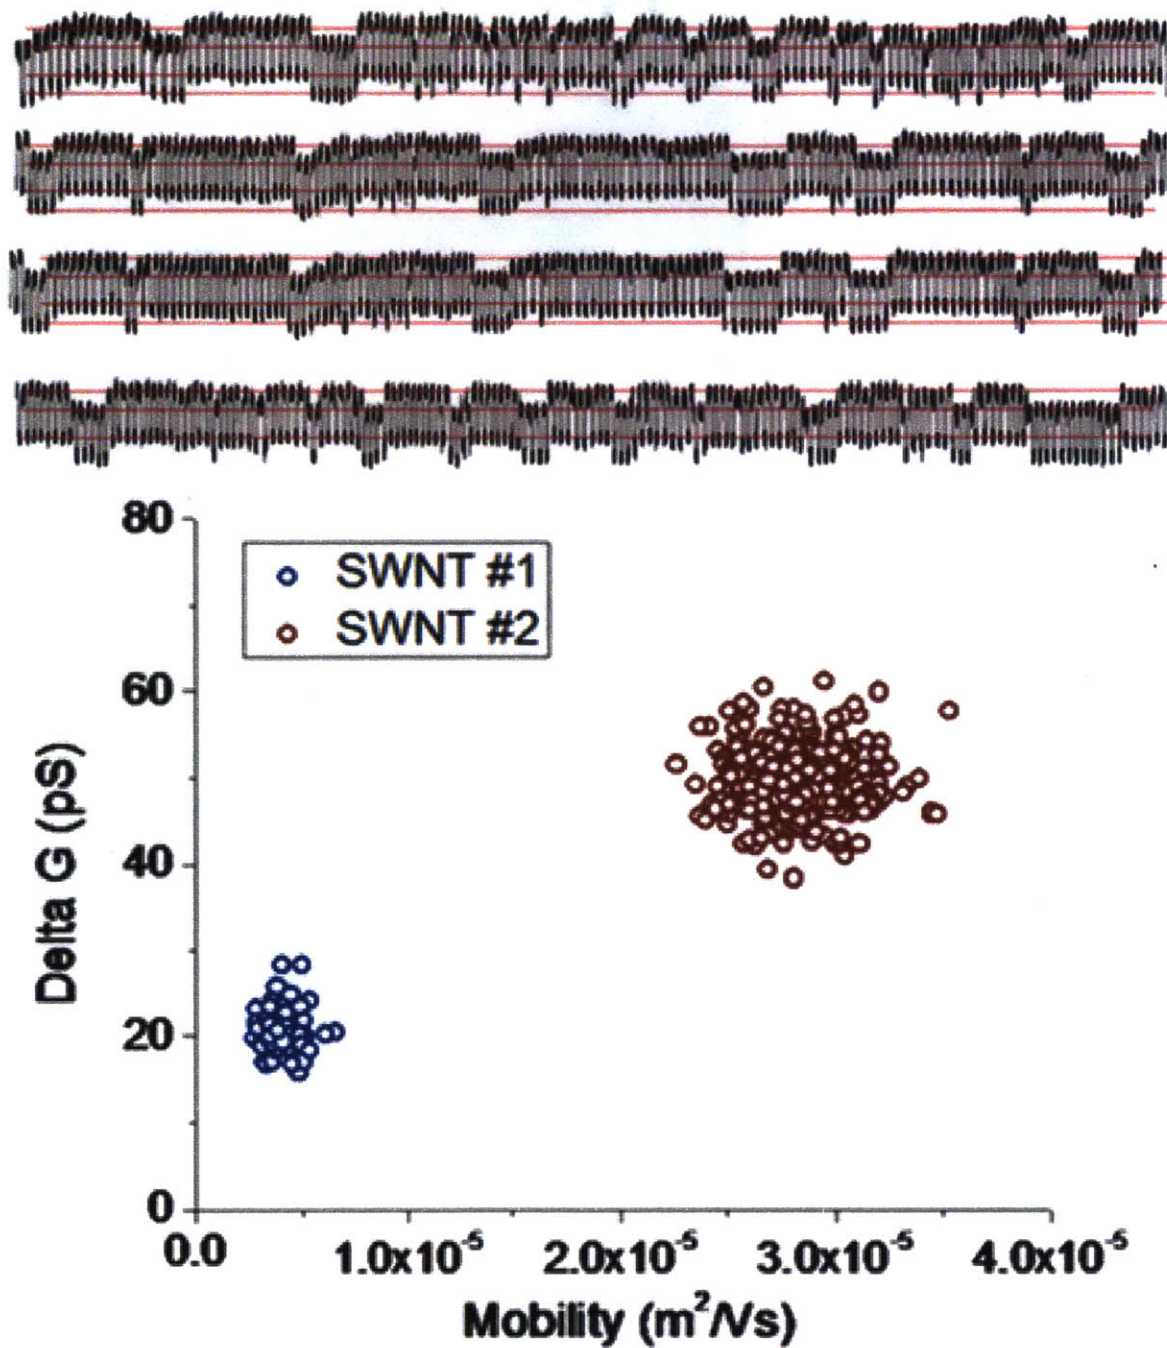 80
SWNT #1
SWNT #2
60
Delta G (pS)
40
20
0
0.0 1.0x10⁻⁵ 2.0x10⁻⁵ 3.0x10⁻⁵ 4.0x10⁻⁵
Mobility (m²/Vs)